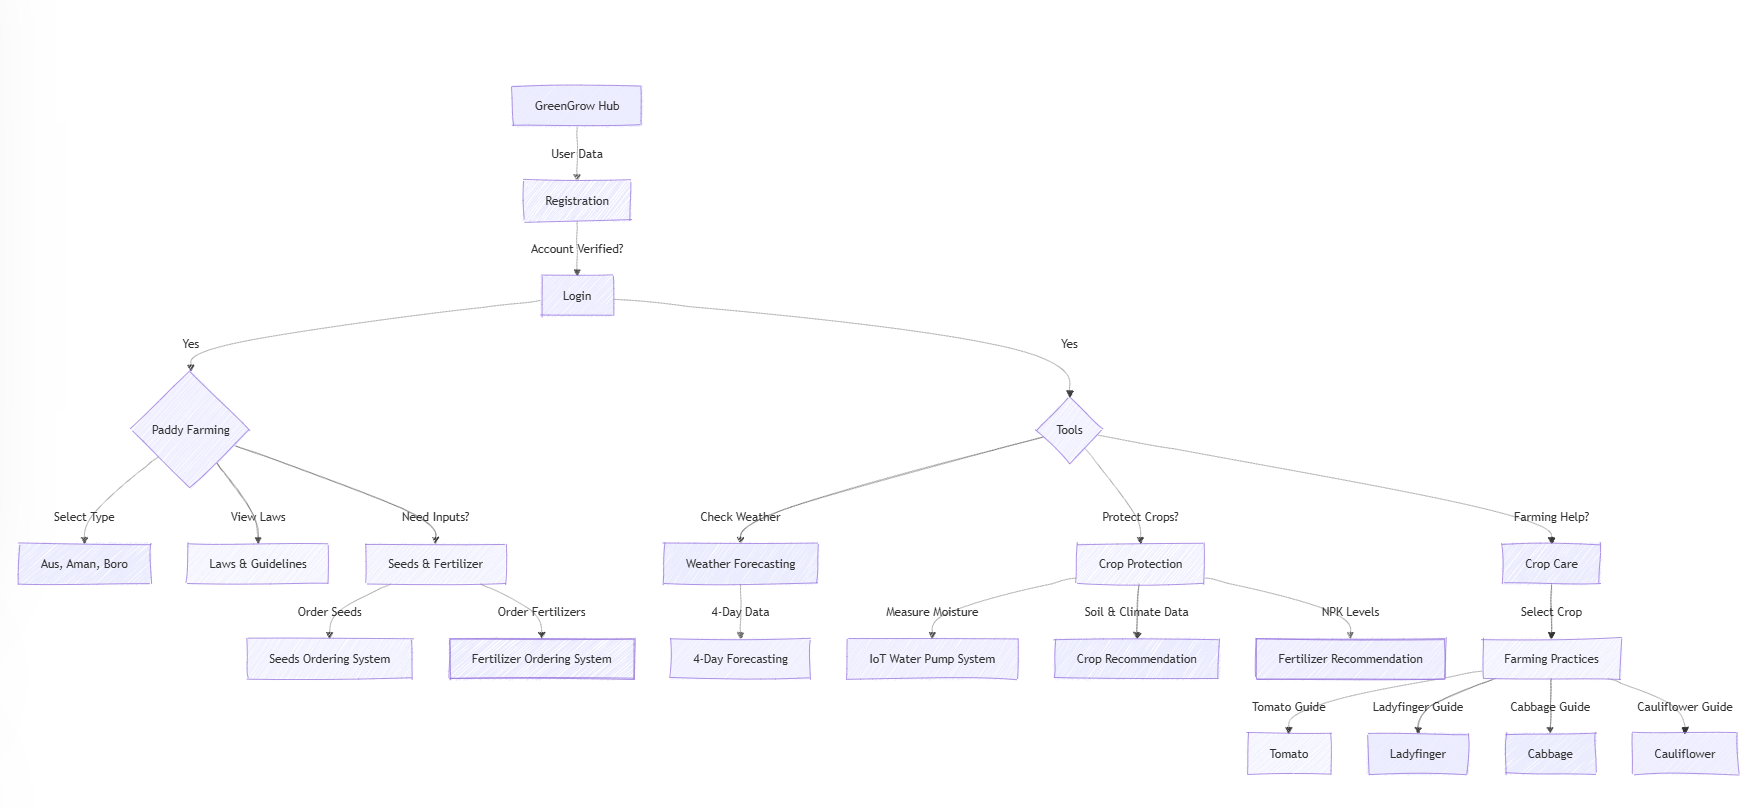 GreenGrow Hub
User Data
Registration
Account Verified?
Login
Yes
Yes
Paddy Farming
Tools
Select Type
View Laws
Need Inputs?
Check Weather
Protect Crops?
Farming Help?
Aus, Aman, Boro
Laws & Guidelines
Seeds & Fertilizer
Weather Forecasting
Crop Protection
Crop Care
Order Seeds
Order Fertilizers
4-Day Data
Measure Moisture
Soil & Climate Data
NPK Levels
Select Crop
Seeds Ordering System
Fertilizer Ordering System
4-Day Forecasting
IoT Water Pump System
Crop Recommendation
Fertilizer Recommendation
Farming Practices
Tomato Guide
Ladyfinger Guide
Cabbage Guide
Cauliflower Guide
Tomato
Ladyfinger
Cabbage
Cauliflower